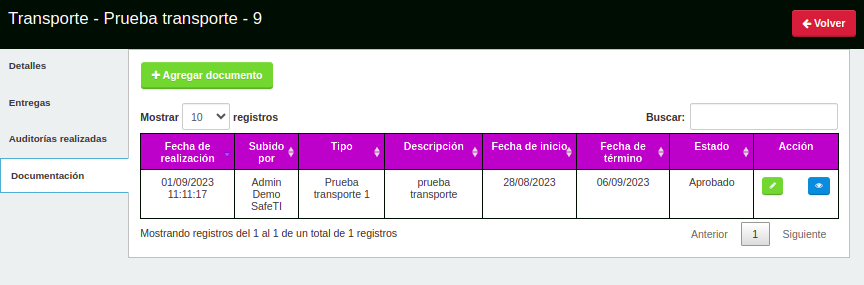 Transporte - Prueba transporte - 9
Volver
Detalles
Entregas
Auditorías realizadas
Documentación
Agregar documento
Mostrar 10 registros
Buscar:
Fecha de realización Subido por Tipo Descripción Fecha de inicio Fecha de término Estado Acción
01/09/2023 11:11:17 Admin Demo SafeTI Prueba transporte 1 prueba transporte 28/08/2023 06/09/2023 Aprobado
Mostrando registros del 1 al 1 de un total de 1 registros
Anterior 1 Siguiente